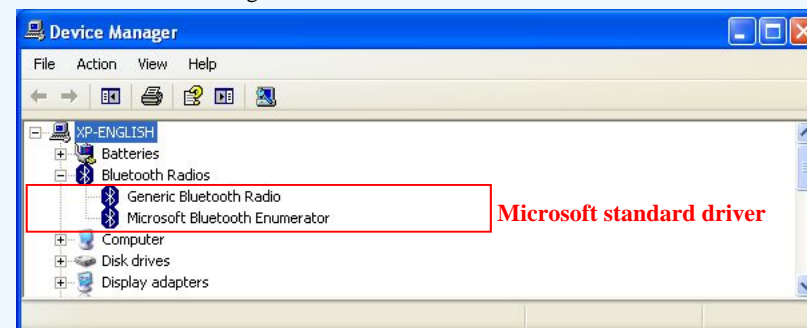 Device Manager
File Action View Help
XP-ENGLISH
Batteries
Bluetooth Radios
Generic Bluetooth Radio
Microsoft Bluetooth Enumerator
Microsoft standard driver
Computer
Disk drives
Display adapters